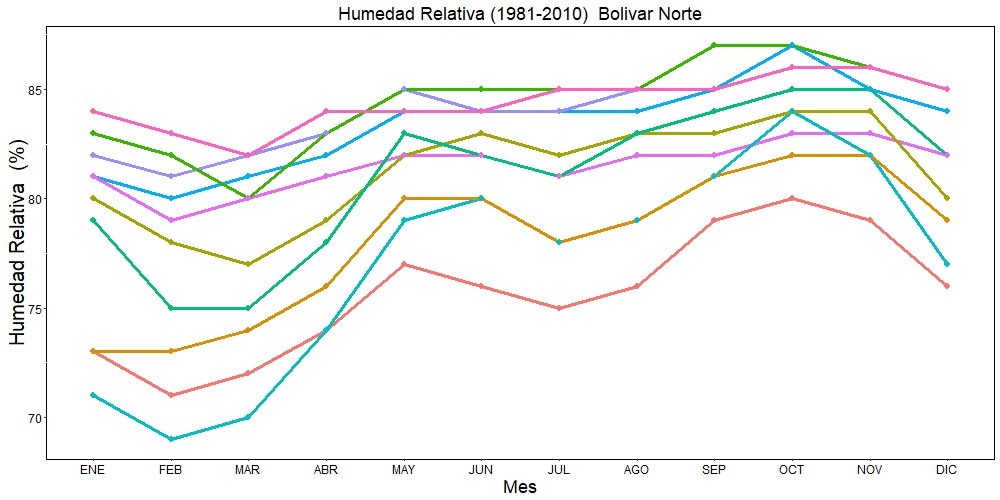 Humedad Relativa (1981-2010)  Bolivar Norte
Humedad Relativa  (%)
85
80
75
70
ENE FEB MAR ABR MAY JUN JUL AGO SEP OCT NOV DIC
Mes